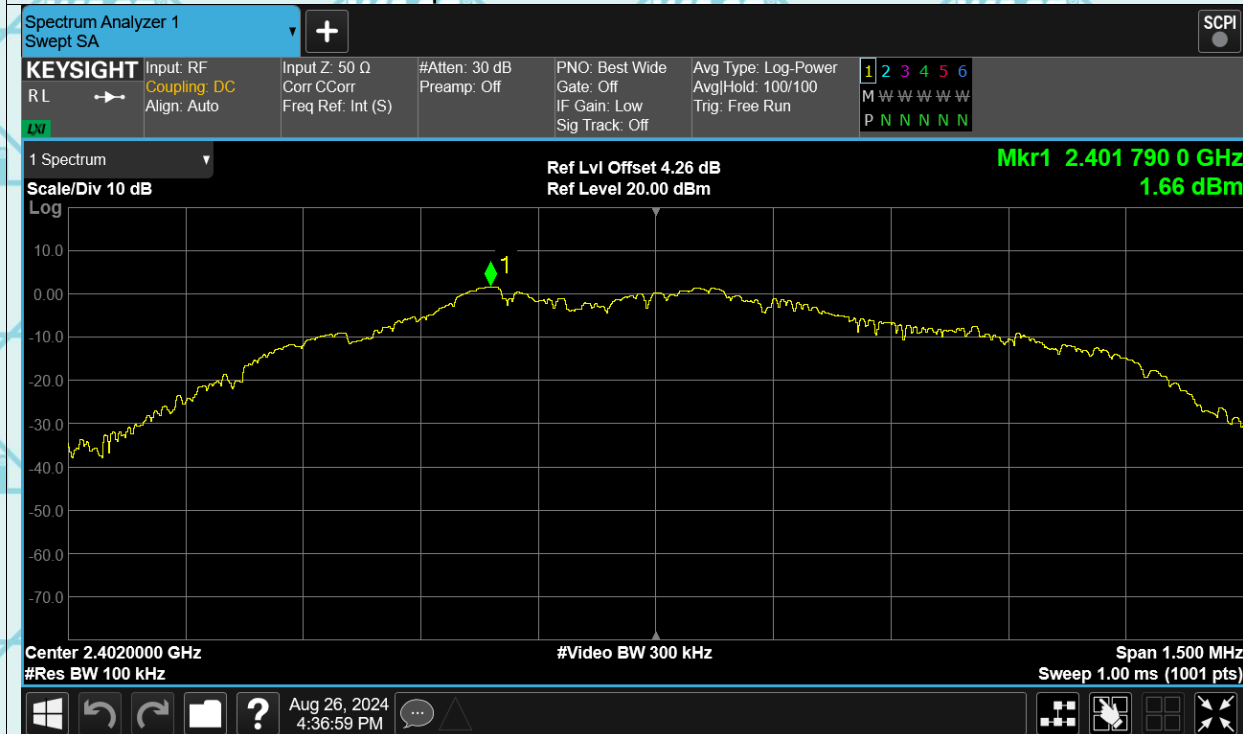 Spectrum Analyzer 1
Swept SA
▼
+
SCPI
KEYSIGHT
RL
LXI
Input: RF
Coupling: DC
Align: Auto
Input Z: 50 Ω
Corr CCorr
Freq Ref: Int (S)
#Atten: 30 dB
Preamp: Off
PNO: Best Wide
Gate: Off
IF Gain: Low
Sig Track: Off
Avg Type: Log-Power
Avg|Hold: 100/100
Trig: Free Run
1 2 3 4 5 6
M W W W W W
P N N N N N
1 Spectrum ▼
Scale/Div 10 dB
Log
Ref Lvl Offset 4.26 dB
Ref Level 20.00 dBm
Mkr1 2.401 790 0 GHz
1.66 dBm
1
10.0
0.00
-10.0
-20.0
-30.0
-40.0
-50.0
-60.0
-70.0
Center 2.4020000 GHz
#Res BW 100 kHz
#Video BW 300 kHz
Span 1.500 MHz
Sweep 1.00 ms (1001 pts)
?
Aug 26, 2024
4:36:59 PM